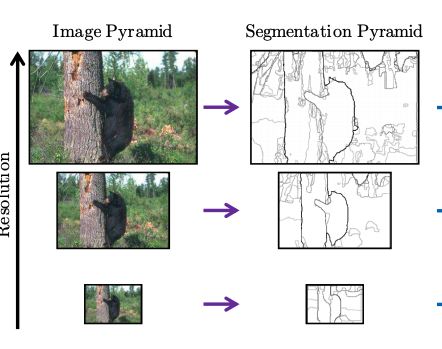 Image Pyramid
Segmentation Pyramid
Resolution